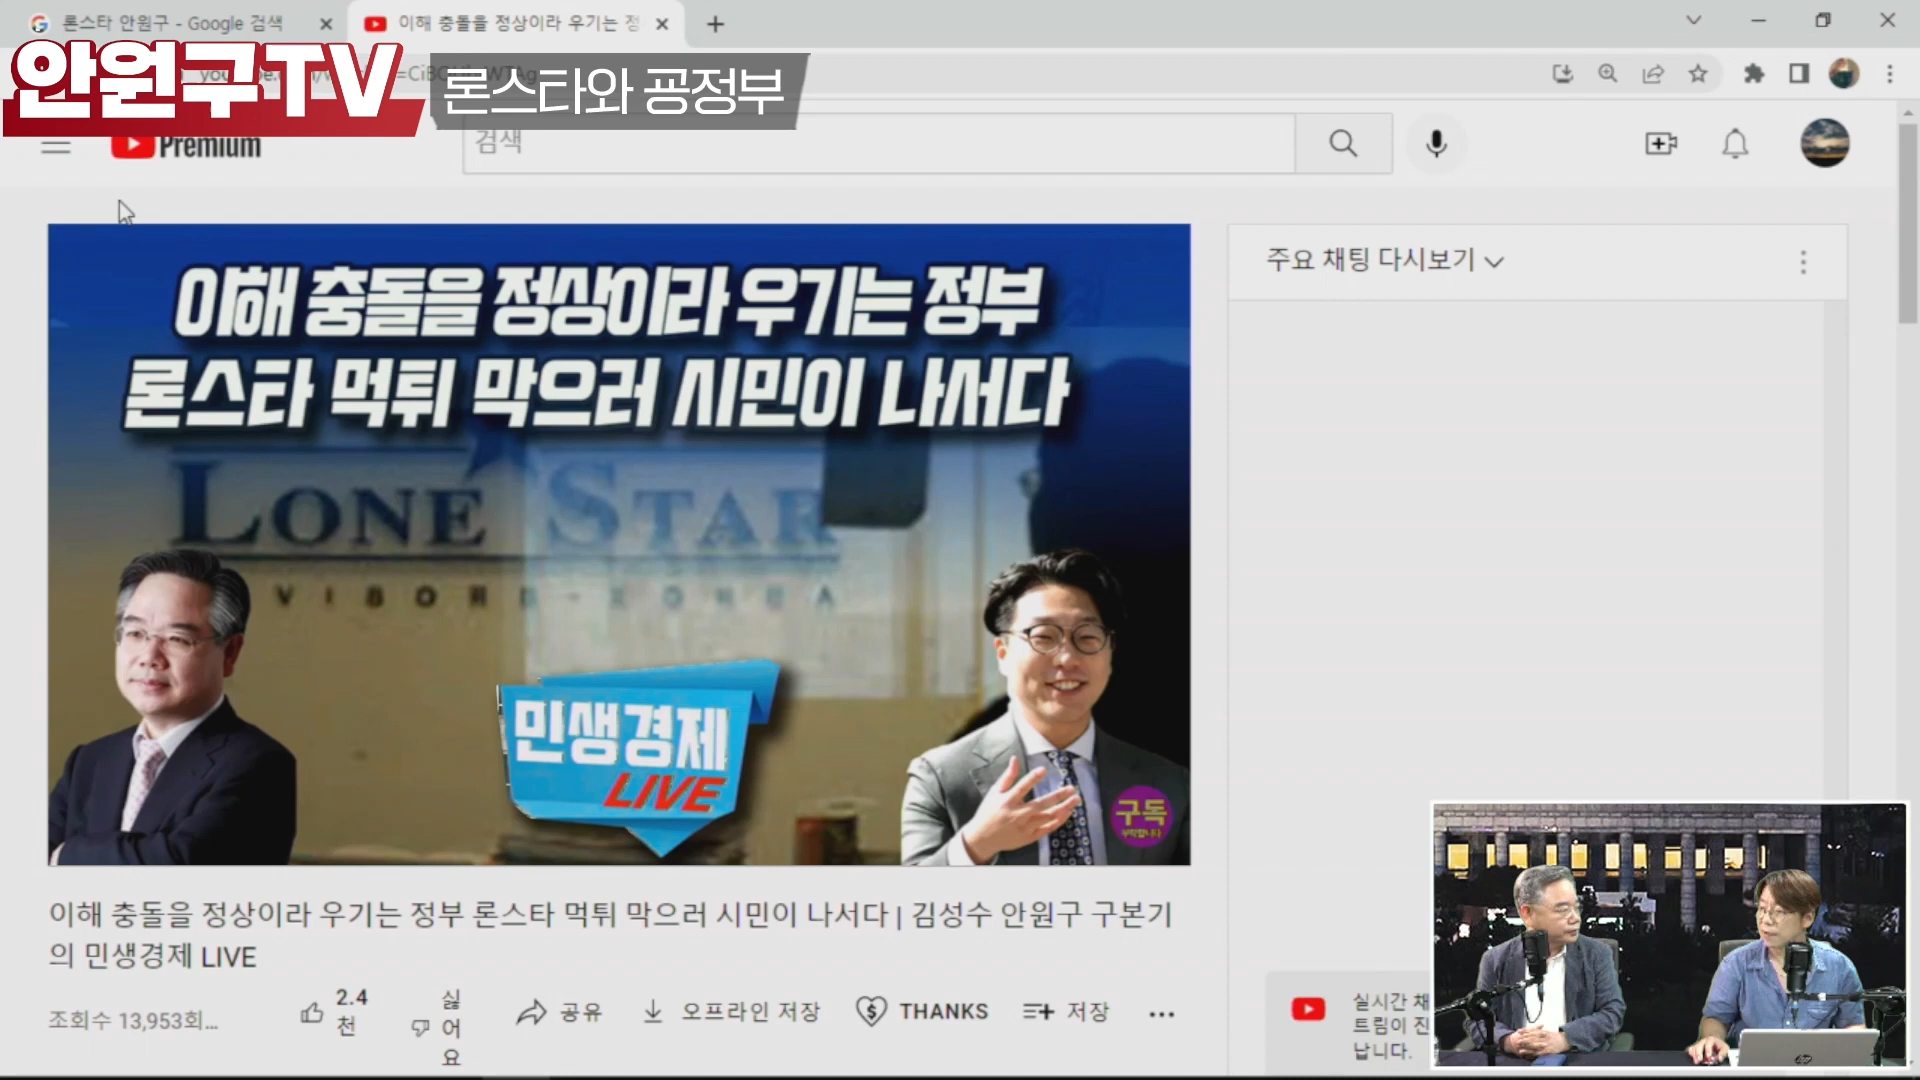 론스타 안원구 - Google 검색
이해 충돌을 정상이라 우기는 정
안원구TV
론스타와 굥정부
Premium
검색
주요 채팅 다시보기
이해 충돌을 정상이라 우기는 정부
론스타 먹튀 막으러 시민이 나서다
LONE STAR
민생경제
LIVE
구독
부탁합니다
이해 충돌을 정상이라 우기는 정부 론스타 먹튀 막으러 시민이 나서다 | 김성수 안원구 구본기
의 민생경제 LIVE
조회수 13,953회...
2.4
천
싫
어
요
공유
오프라인 저장
THANKS
저장
실시간 채
트림이 진
납니다.
hp